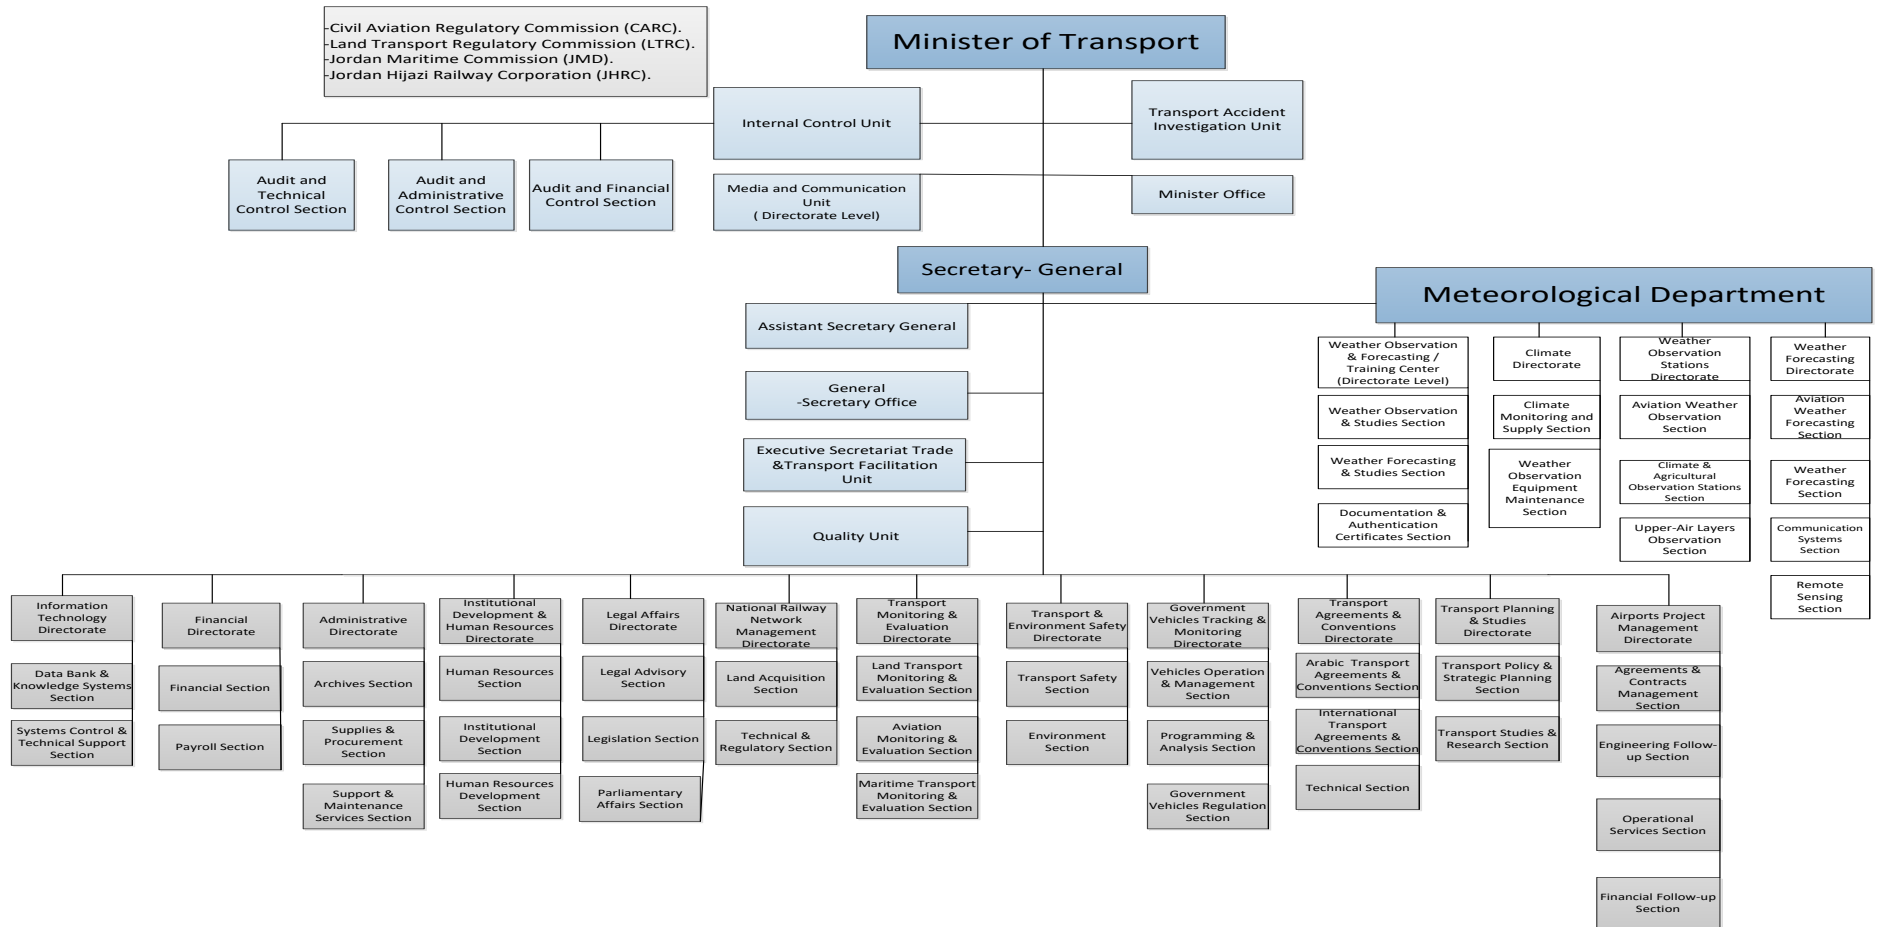 -Civil Aviation Regulatory Commission (CARC).
-Land Transport Regulatory Commission (LTRC).
-Jordan Maritime Commission (JMD).
-Jordan Hijazi Railway Corporation (JHRC).
Minister of Transport
Internal Control Unit
Transport Accident
Investigation Unit
Audit and
Technical
Control Section
Audit and
Administrative
Control Section
Audit and Financial
Control Section
Media and Communication
Unit
( Directorate Level)
Minister Office
Secretary- General
Meteorological Department
Assistant Secretary General
General
-Secretary Office
Executive Secretariat Trade
&Transport Facilitation
Unit
Quality Unit
Weather Observation
& Forecasting /
Training Center
(Directorate Level)
Weather Observation
& Studies Section
Weather Forecasting
& Studies Section
Documentation &
Authentication
Certificates Section
Climate
Directorate
Climate
Monitoring and
Supply Section
Weather
Observation
Equipment
Maintenance
Section
Weather
Observation
Stations
Directorate
Aviation Weather
Observation
Section
Climate &
Agricultural
Observation Stations
Section
Upper-Air Layers
Observation
Section
Weather
Forecasting
Directorate
Aviation
Weather
Forecasting
Section
Weather
Forecasting
Section
Communication
Systems
Section
Remote
Sensing
Section
Information
Technology
Directorate
Data Bank &
Knowledge Systems
Section
Systems Control &
Technical Support
Section
Financial
Directorate
Financial Section
Payroll Section
Administrative
Directorate
Archives Section
Supplies &
Procurement
Section
Support &
Maintenance
Services Section
Institutional
Development &
Human Resources
Directorate
Human Resources
Section
Institutional
Development
Section
Human Resources
Development
Section
Legal Affairs
Directorate
Legal Advisory
Section
Legislation Section
Parliamentary
Affairs Section
National Railway
Network
Management
Directorate
Land Acquisition
Section
Technical &
Regulatory Section
Transport
Monitoring &
Evaluation
Directorate
Land Transport
Monitoring &
Evaluation Section
Aviation
Monitoring &
Evaluation Section
Maritime Transport
Monitoring &
Evaluation Section
Transport &
Environment Safety
Directorate
Transport Safety
Section
Environment
Section
Government
Vehicles Tracking &
Monitoring
Directorate
Vehicles Operation
& Management
Section
Programming &
Analysis Section
Government
Vehicles Regulation
Section
Transport
Agreements &
Conventions
Directorate
Arabic Transport
Agreements &
Conventions Section
International
Transport
Agreements &
Conventions Section
Technical Section
Transport Planning
& Studies
Directorate
Transport Policy &
Strategic Planning
Section
Transport Studies &
Research Section
Airports Project
Management
Directorate
Agreements &
Contracts
Management
Section
Engineering Follow-
up Section
Operational
Services Section
Financial Follow-up
Section